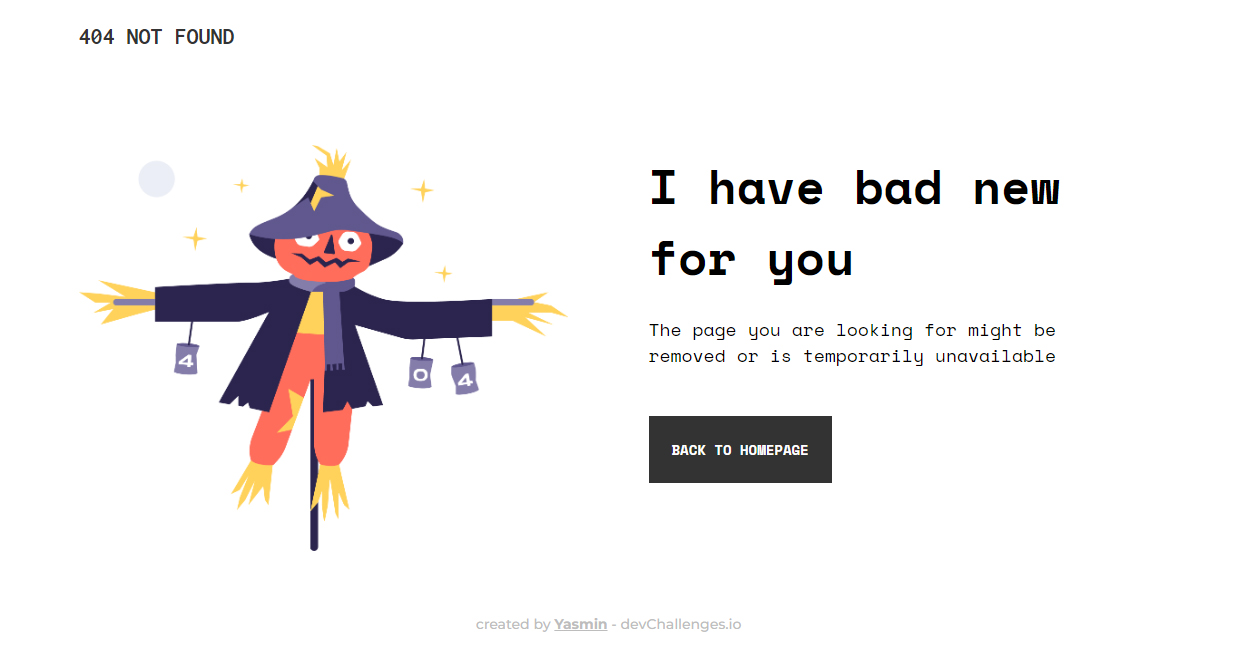 404 NOT FOUND
I have bad new
for you
The page you are looking for might be
removed or is temporarily unavailable
4
0
4
BACK TO HOMEPAGE
created by Yasmin - devChallenges.io